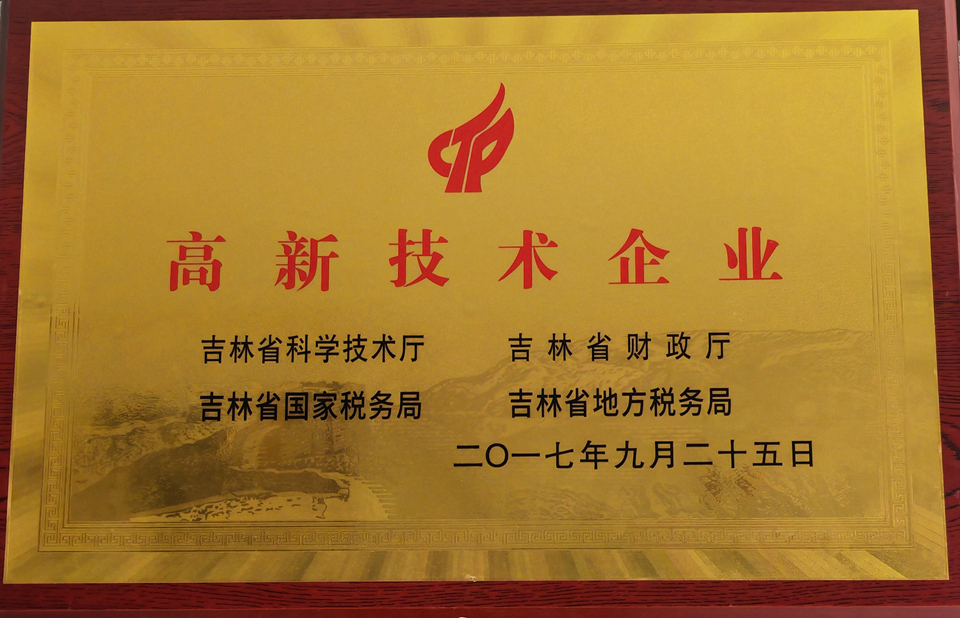 CTP
高新技术企业
吉林省科学技术厅 吉林省财政厅
吉林省国家税务局 吉林省地方税务局
二〇一七年九月二十五日